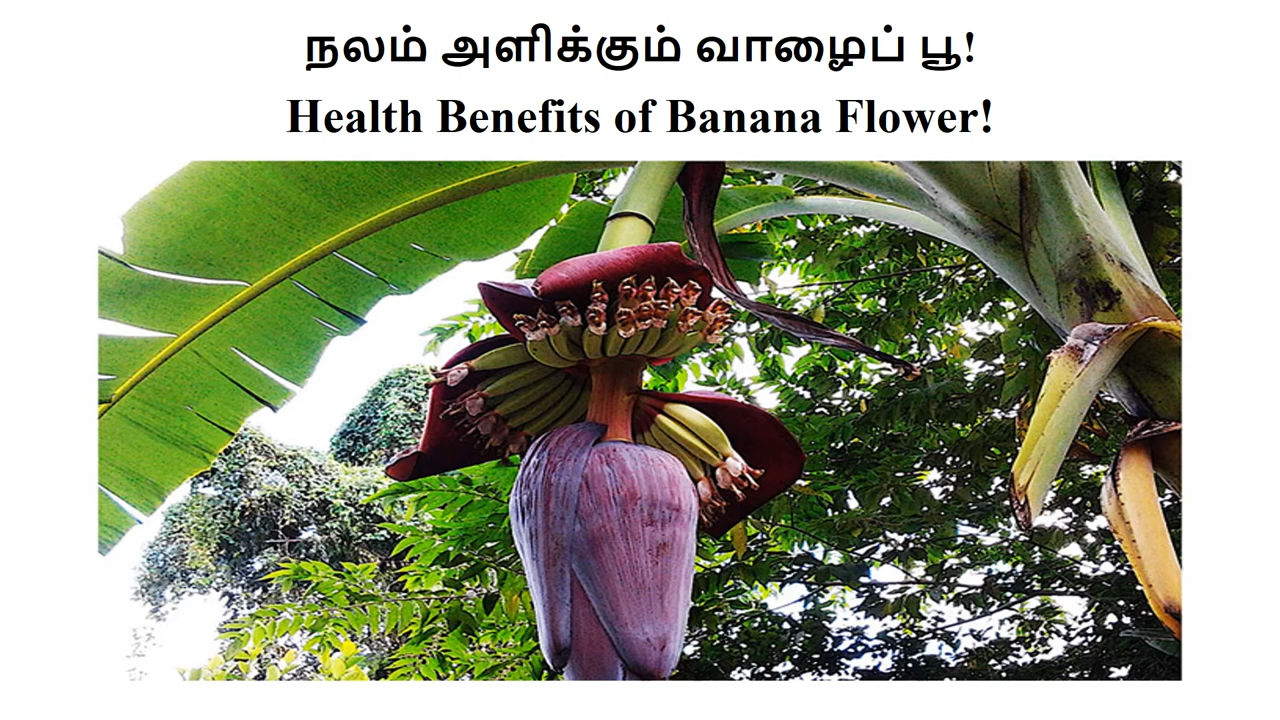 நலம் அளிக்கும் வாழைப் பூ!
Health Benefits of Banana Flower!